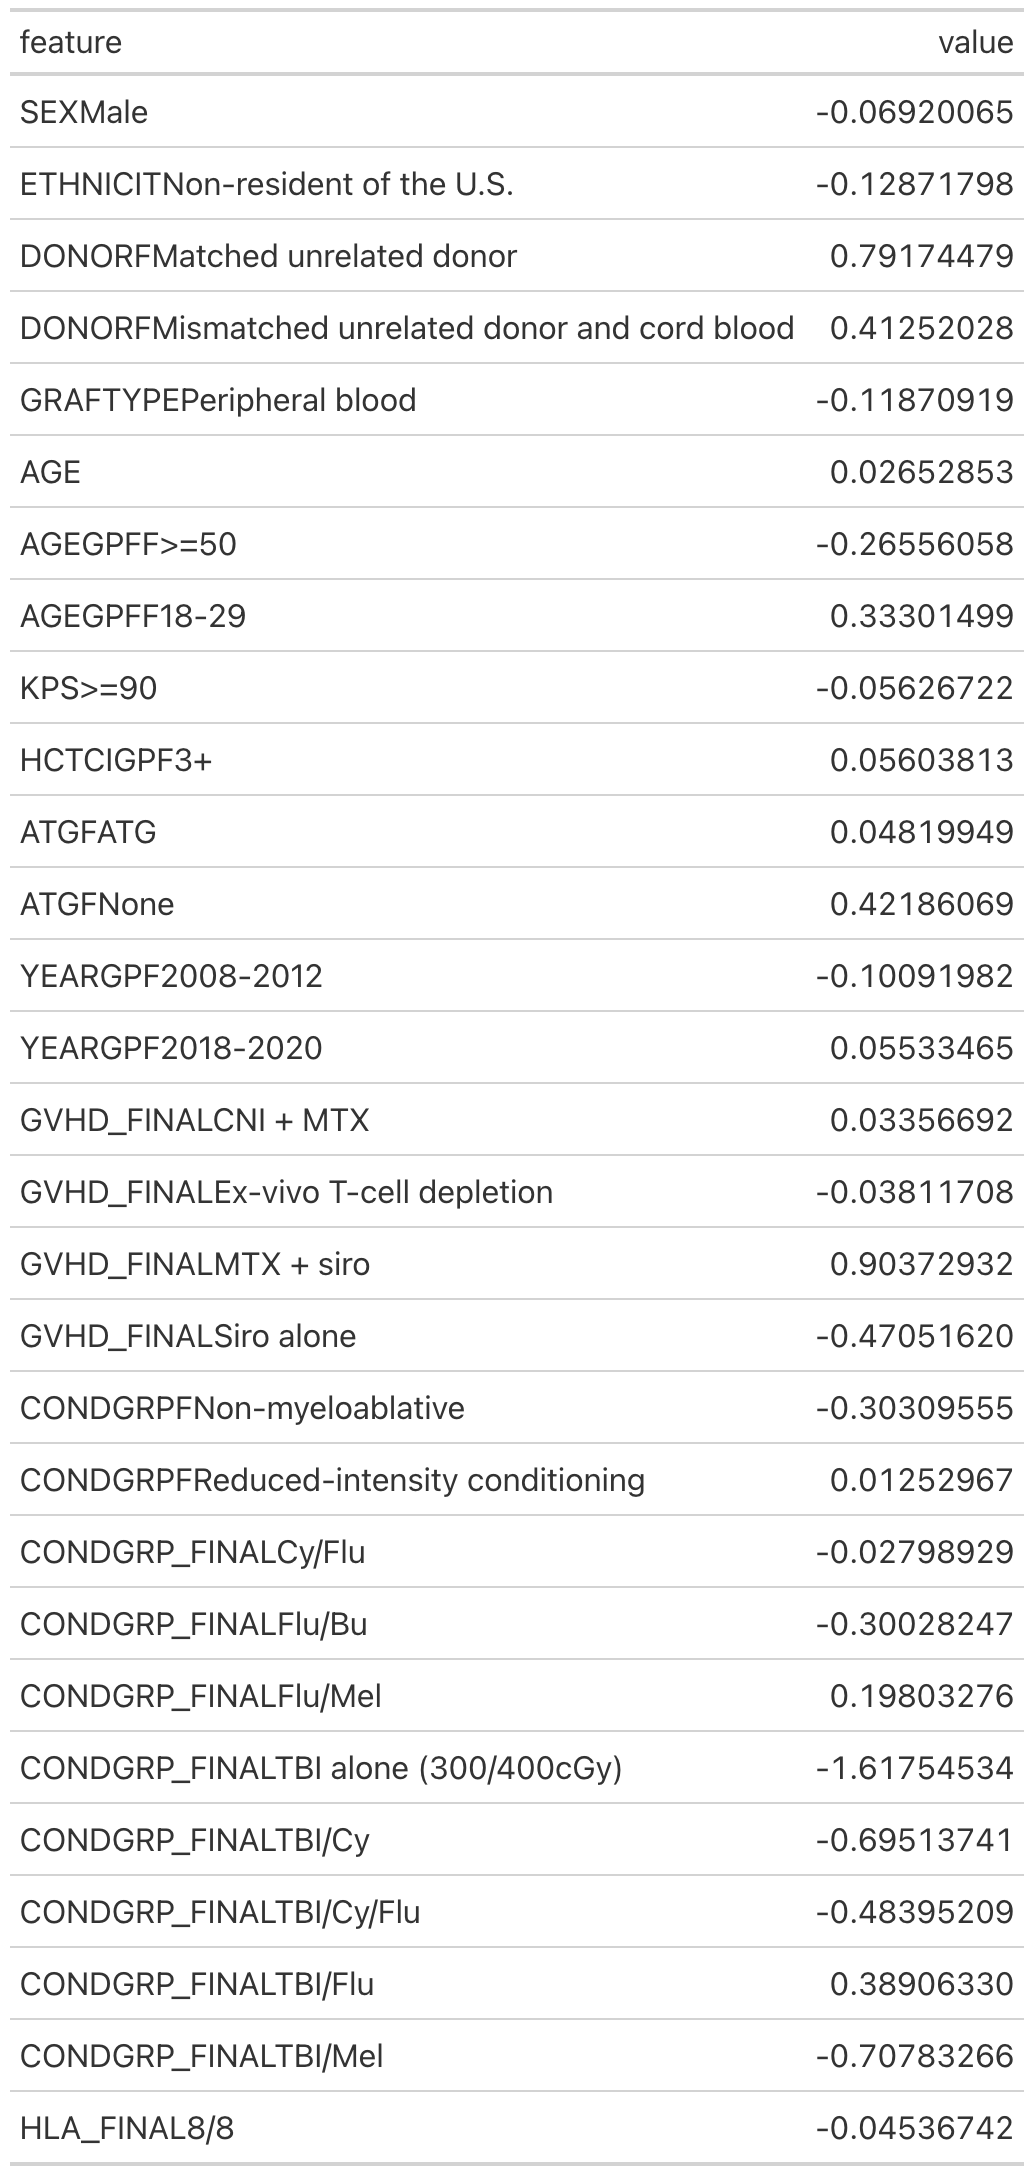 feature value
SEXMale -0.06920065
ETHNICITNon-resident of the U.S. -0.12871798
DONORFMatched unrelated donor 0.79174479
DONORFMismatched unrelated donor and cord blood 0.41252028
GRAFTYPEPeripheral blood -0.11870919
AGE 0.02652853
AGEGPFF>=50 -0.26556058
AGEGPFF18-29 0.33301499
KPS>=90 -0.05626722
HCTCIGPF3+ 0.05603813
ATGFATG 0.04819949
ATGFNone 0.42186069
YEARGPF2008-2012 -0.10091982
YEARGPF2018-2020 0.05533465
GVHD_FINALCNI + MTX 0.03356692
GVHD_FINALEx-vivo T-cell depletion -0.03811708
GVHD_FINALMTX + siro 0.90372932
GVHD_FINALSiro alone -0.47051620
CONDGRPFNon-myeloablative -0.30309555
CONDGRPFReduced-intensity conditioning 0.01252967
CONDGRP_FINALCy/Flu -0.02798929
CONDGRP_FINALFlu/Bu -0.30028247
CONDGRP_FINALFlu/Mel 0.19803276
CONDGRP_FINALTBI alone (300/400cGy) -1.61754534
CONDGRP_FINALTBI/Cy -0.69513741
CONDGRP_FINALTBI/Cy/Flu -0.48395209
CONDGRP_FINALTBI/Flu 0.38906330
CONDGRP_FINALTBI/Mel -0.70783266
HLA_FINAL8/8 -0.04536742